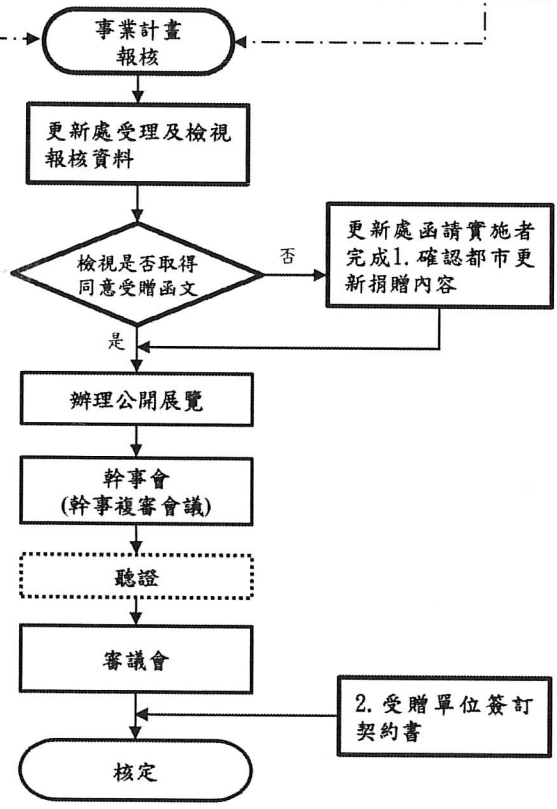 事業計畫
報核
更新處受理及檢視
報核資料
檢視是否取得
同意受贈函文
否
更新處函請實施者
完成1.確認都市更
新捐贈內容
是
辦理公開展覽
幹事會
(幹事複審會議)
聽證
審議會
2.受贈單位簽訂
契約書
核定